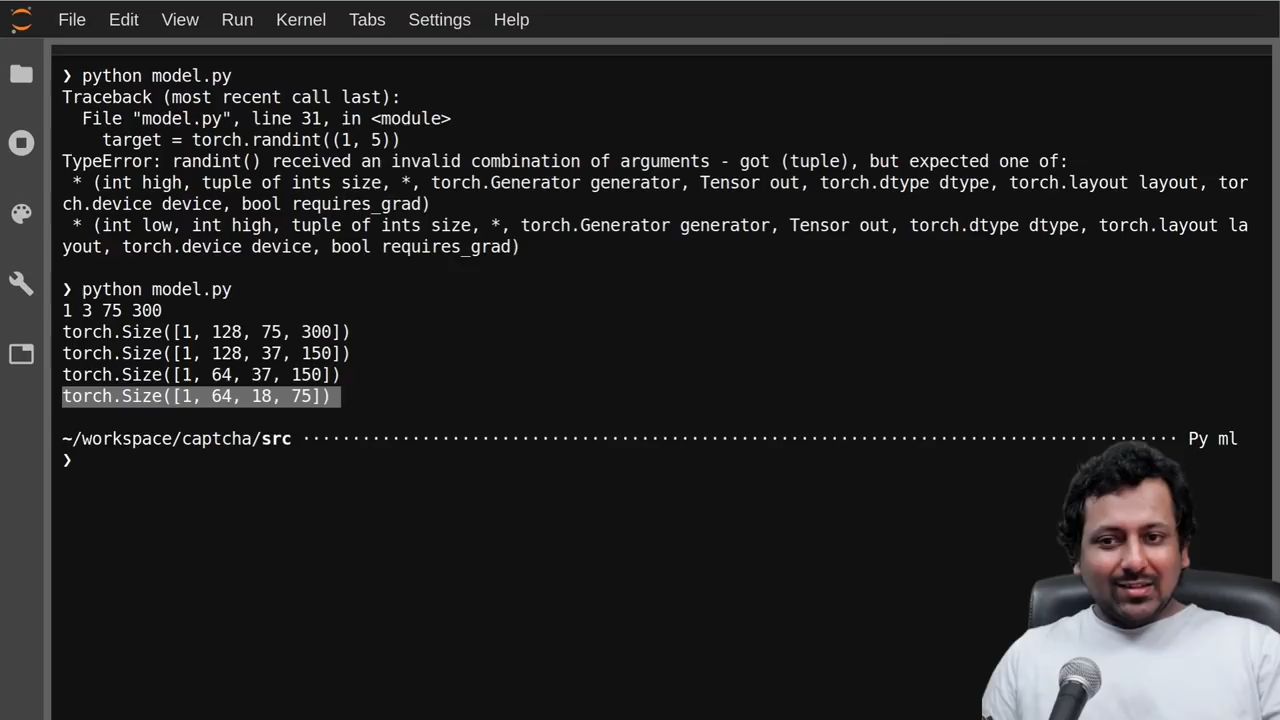 File Edit View Run Kernel Tabs Settings Help
❯ python model.py
Traceback (most recent call last):
  File "model.py", line 31, in <module>
    target = torch.randint((1, 5))
TypeError: randint() received an invalid combination of arguments - got (tuple), but expected one of:
 * (int high, tuple of ints size, *, torch.Generator generator, Tensor out, torch.dtype dtype, torch.layout layout, tor
ch.device device, bool requires_grad)
 * (int low, int high, tuple of ints size, *, torch.Generator generator, Tensor out, torch.dtype dtype, torch.layout la
yout, torch.device device, bool requires_grad)
❯ python model.py
1 3 75 300
torch.Size([1, 128, 75, 300])
torch.Size([1, 128, 37, 150])
torch.Size([1, 64, 37, 150])
torch.Size([1, 64, 18, 75])
~/workspace/captcha/src ······················································································· Py ml
❯